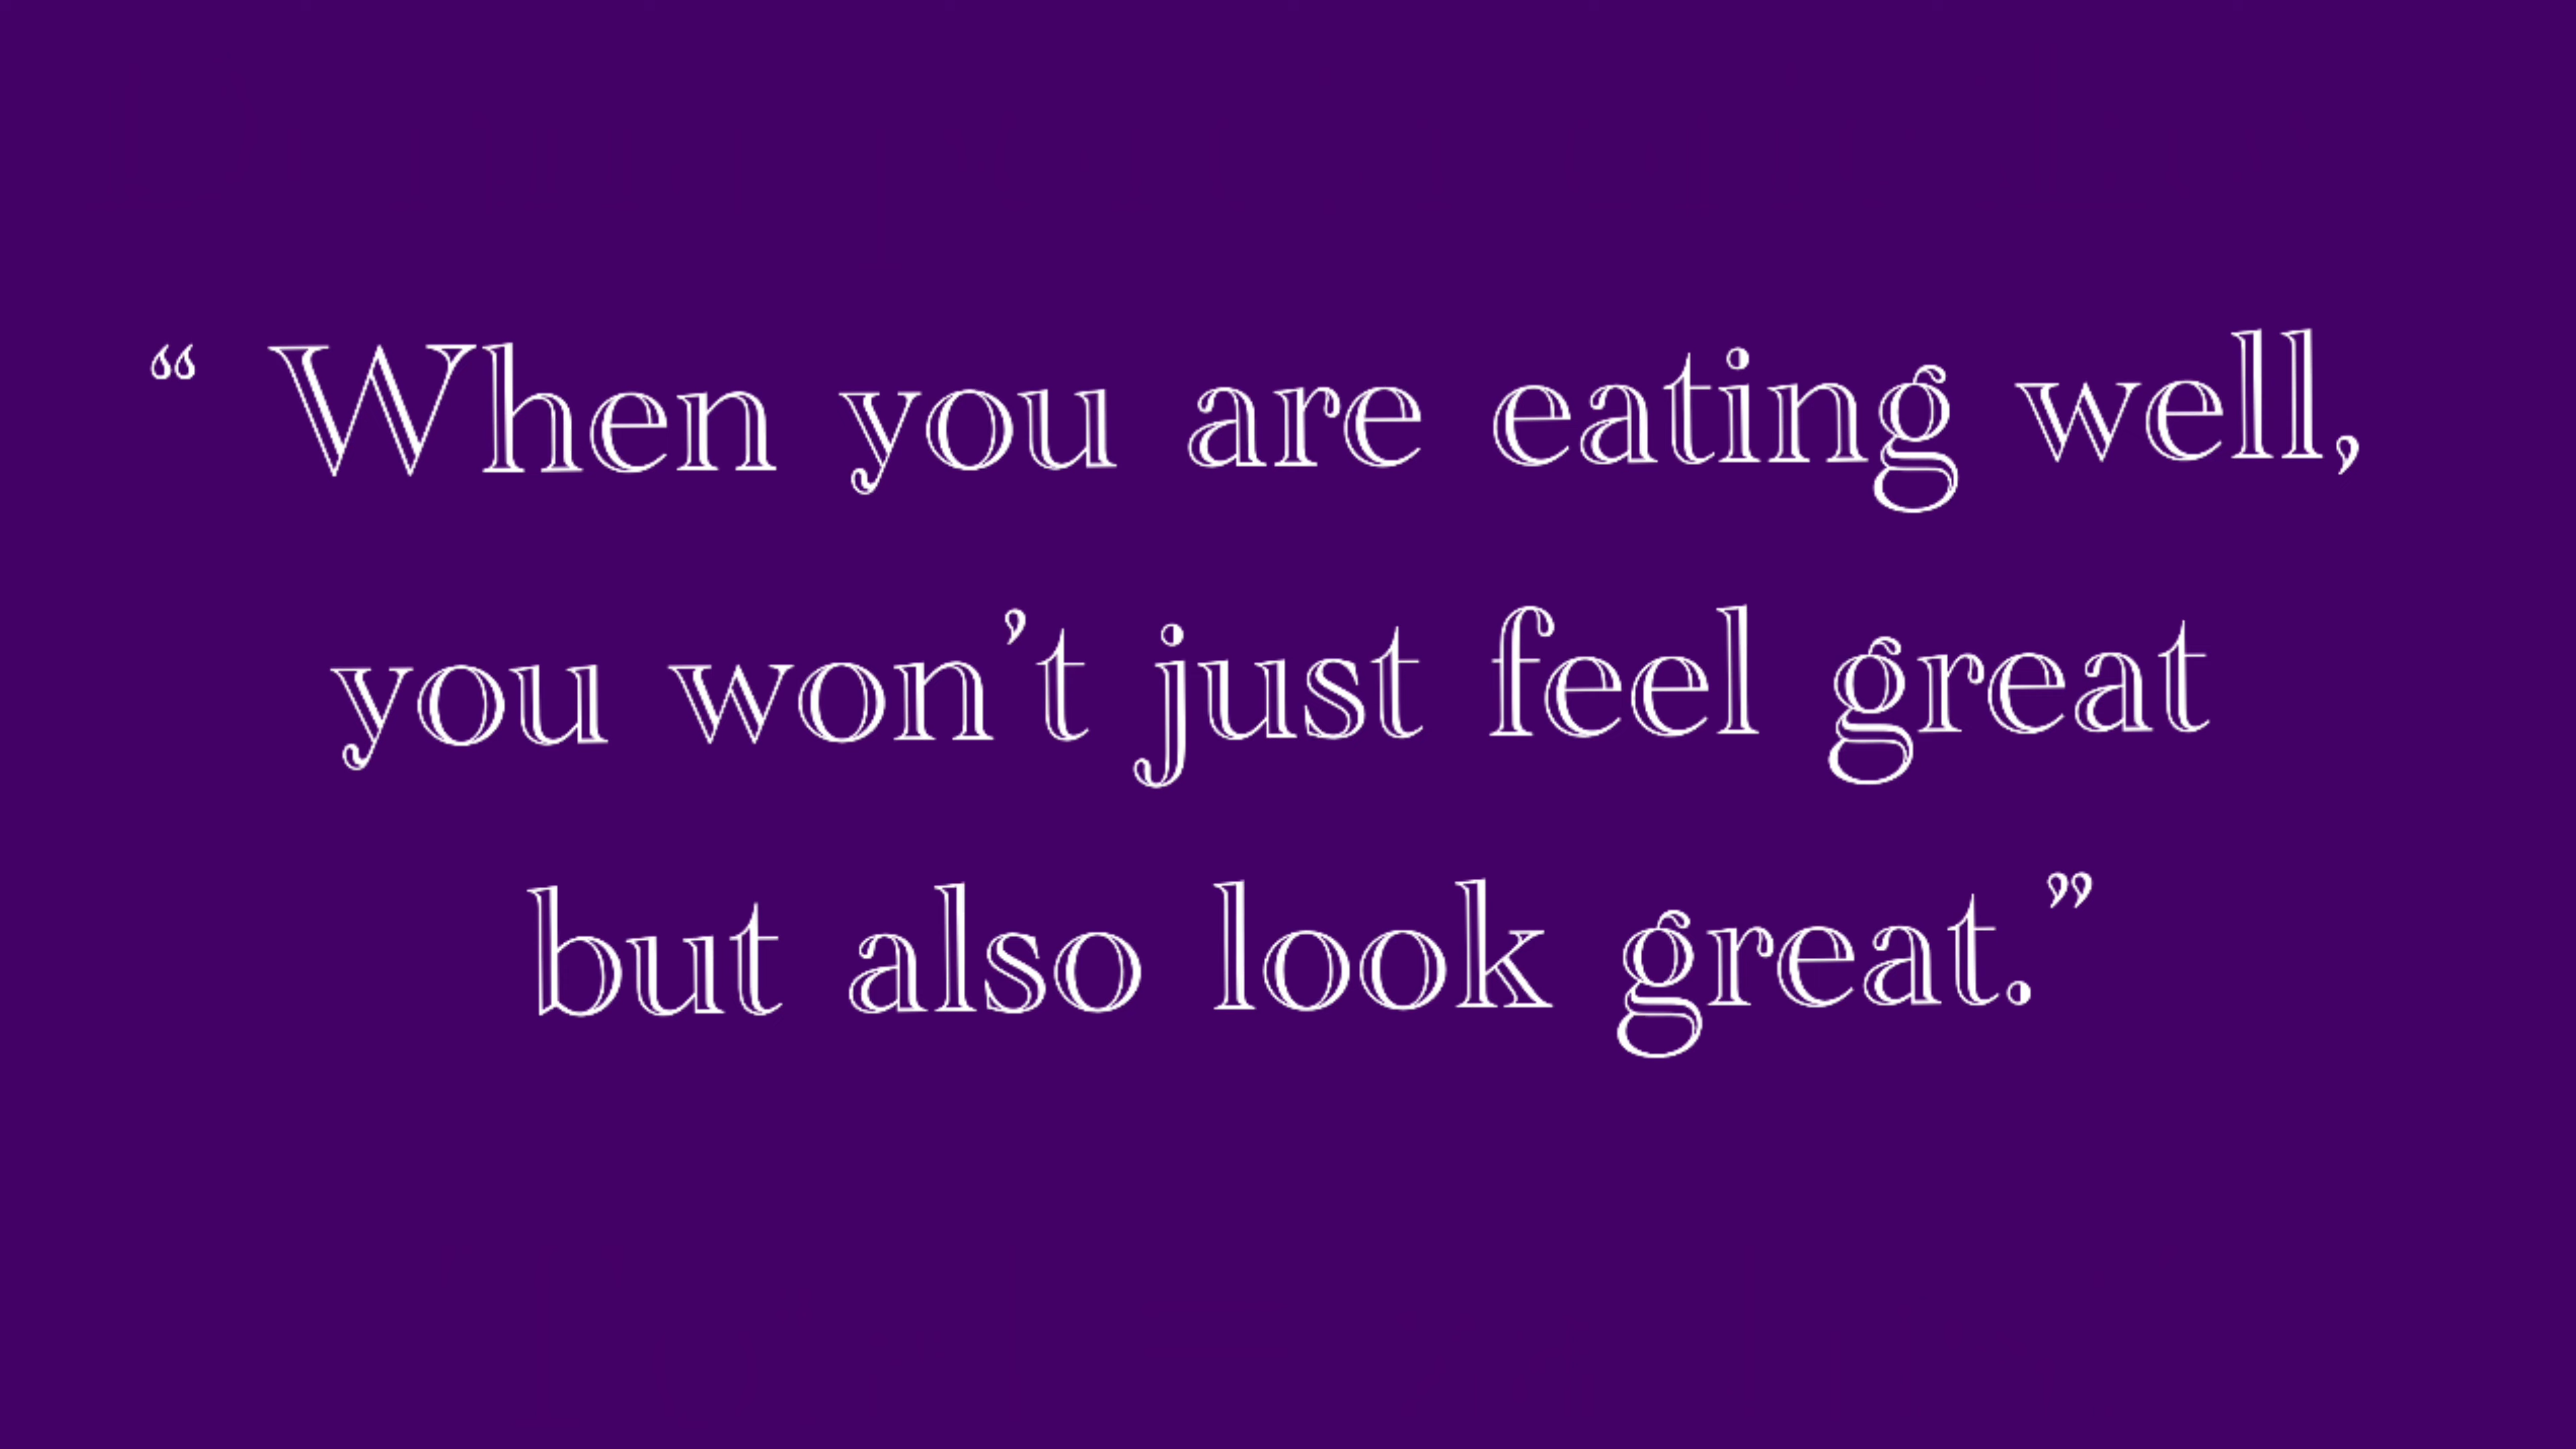 “ When you are eating well,
you won’t just feel great
but also look great.”